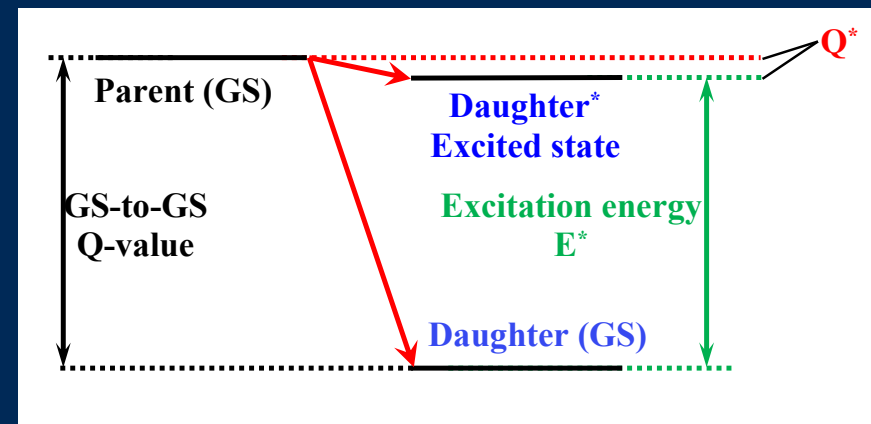 Q*
Parent (GS)
Daughter*
Excited state
GS-to-GS
Q-value
Excitation energy
E*
Daughter (GS)